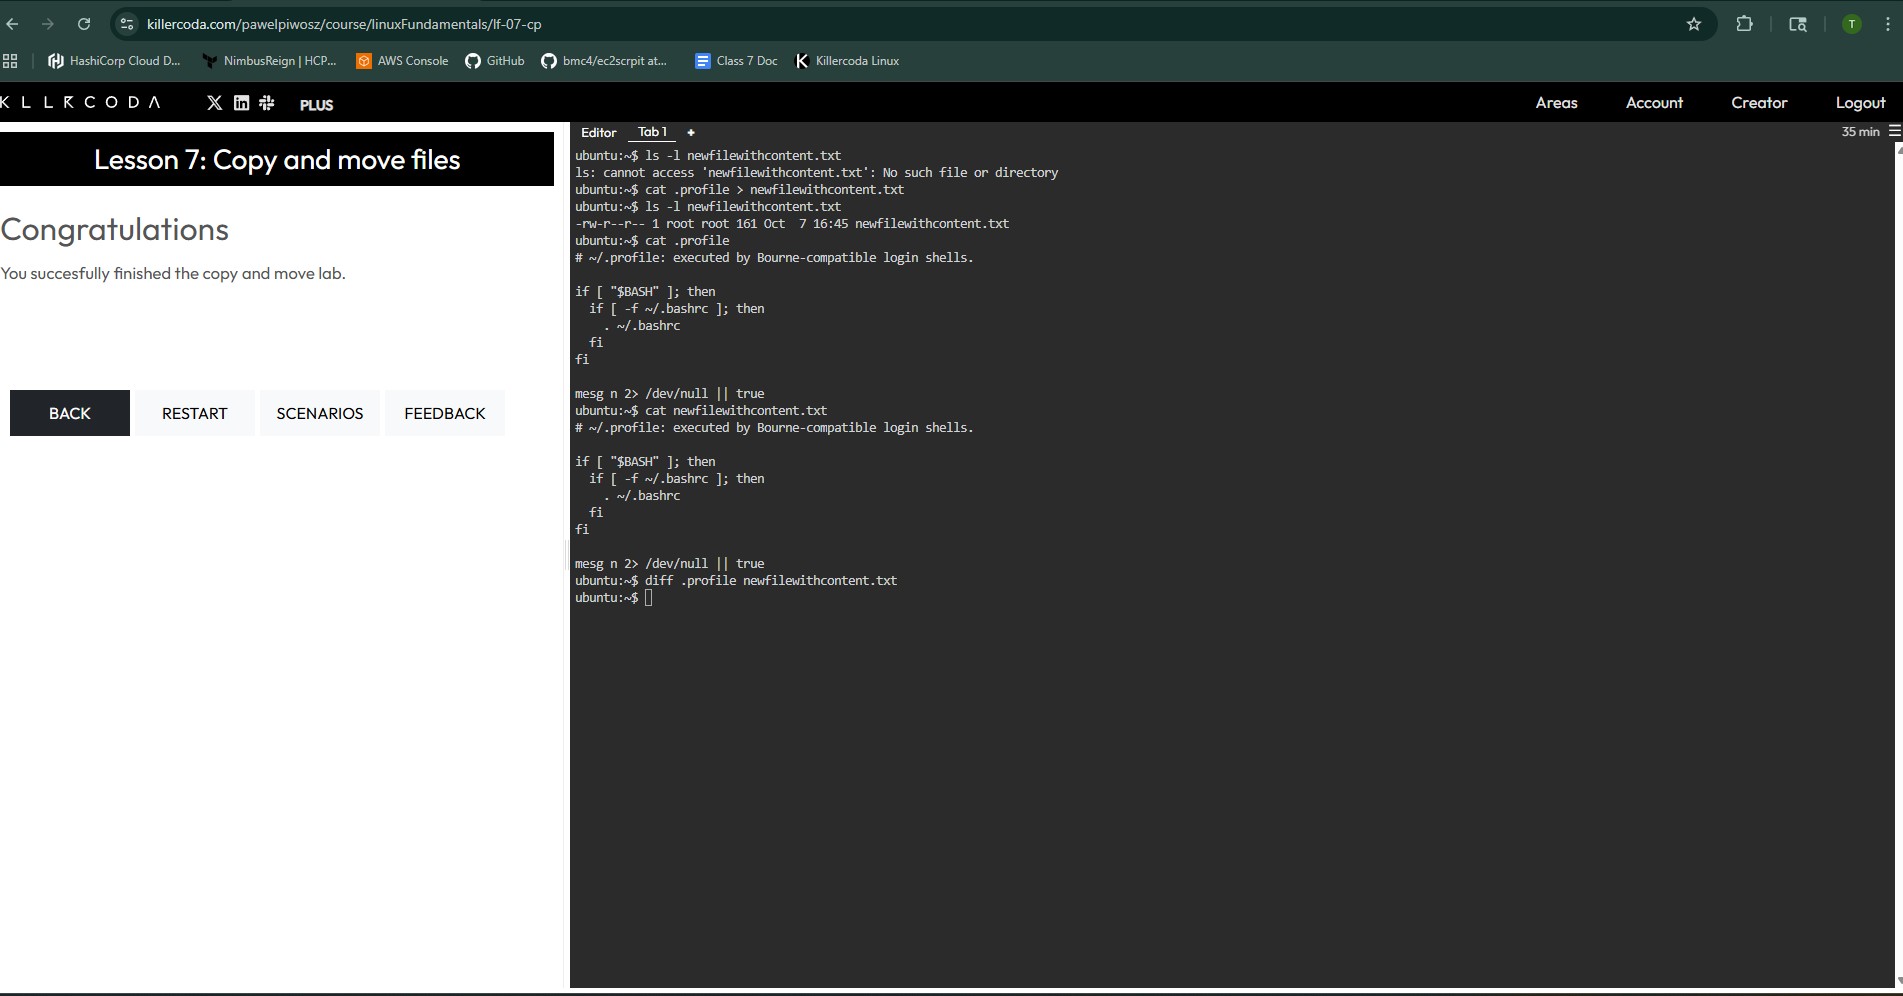 killercoda.com/pawelpiwosz/course/linuxFundamentals/lf-07-cp
T
HashiCorp Cloud D...
NimbusReign | HCP...
AWS Console
GitHub
bmc4/ec2scrpit at...
Class 7 Doc
Killercoda Linux
KLLRCODA
PLUS
Areas
Account
Creator
Logout
Lesson 7: Copy and move files
Congratulations
You succesfully finished the copy and move lab.
BACK
RESTART
SCENARIOS
FEEDBACK
Editor
Tab 1
+
35 min
ubuntu:~$ ls -l newfilewithcontent.txt
ls: cannot access 'newfilewithcontent.txt': No such file or directory
ubuntu:~$ cat .profile > newfilewithcontent.txt
ubuntu:~$ ls -l newfilewithcontent.txt
-rw-r--r-- 1 root root 161 Oct  7 16:45 newfilewithcontent.txt
ubuntu:~$ cat .profile
# ~/.profile: executed by Bourne-compatible login shells.

if [ "$BASH" ]; then
  if [ -f ~/.bashrc ]; then
    . ~/.bashrc
  fi
fi

mesg n 2> /dev/null || true
ubuntu:~$ cat newfilewithcontent.txt
# ~/.profile: executed by Bourne-compatible login shells.

if [ "$BASH" ]; then
  if [ -f ~/.bashrc ]; then
    . ~/.bashrc
  fi
fi

mesg n 2> /dev/null || true
ubuntu:~$ diff .profile newfilewithcontent.txt
ubuntu:~$